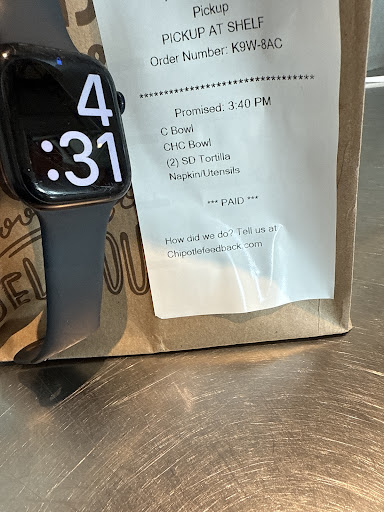 Pickup
PICKUP AT SHELF
Order Number: K9W-8AC
***********************************
Promised: 3:40 PM
C Bowl
CHC Bowl
(2) SD Tortilla
Napkin/Utensils
*** PAID ***
How did we do? Tell us at
Chipotlefeedback.com
4
:31